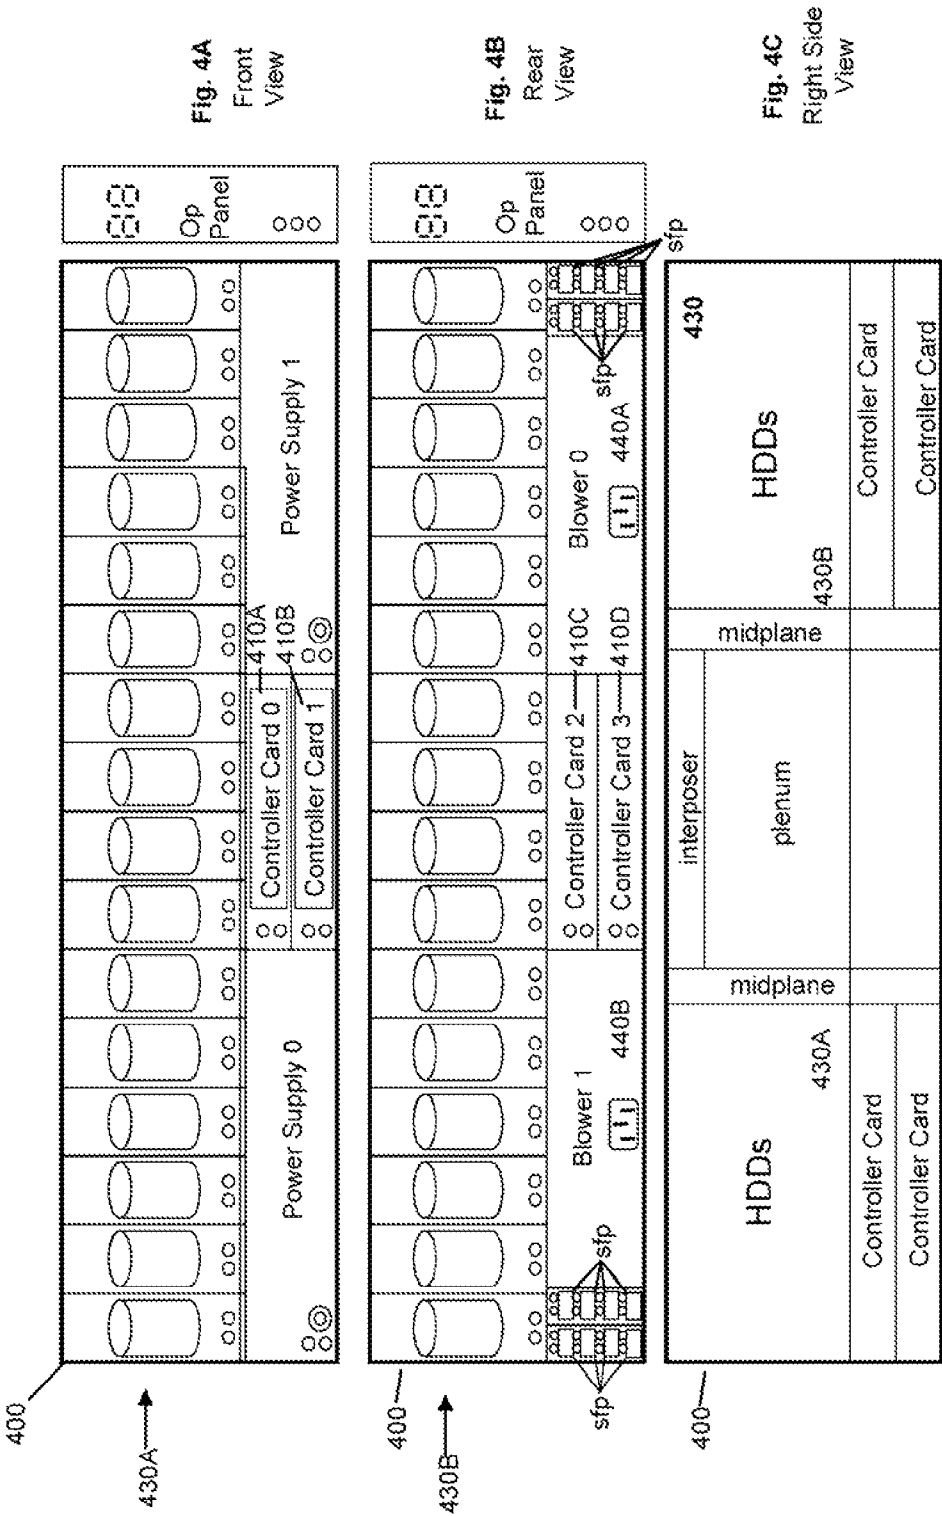 400
430A
Power Supply 0
Controller Card 0
Controller Card 1
410A
410B
Power Supply 1
Op
Panel
88
Fig. 4A
Front
View
400
430B
sfp
sfp
Blower 1
440B
Controller Card 2
Controller Card 3
410C
410D
Blower 0
440A
sfp
sfp
Op
Panel
88
Fig. 4B
Rear
View
400
HDDs
430A
Controller Card
Controller Card
midplane
interposer
plenum
midplane
430B
HDDs
430
Controller Card
Controller Card
Fig. 4C
Right Side
View